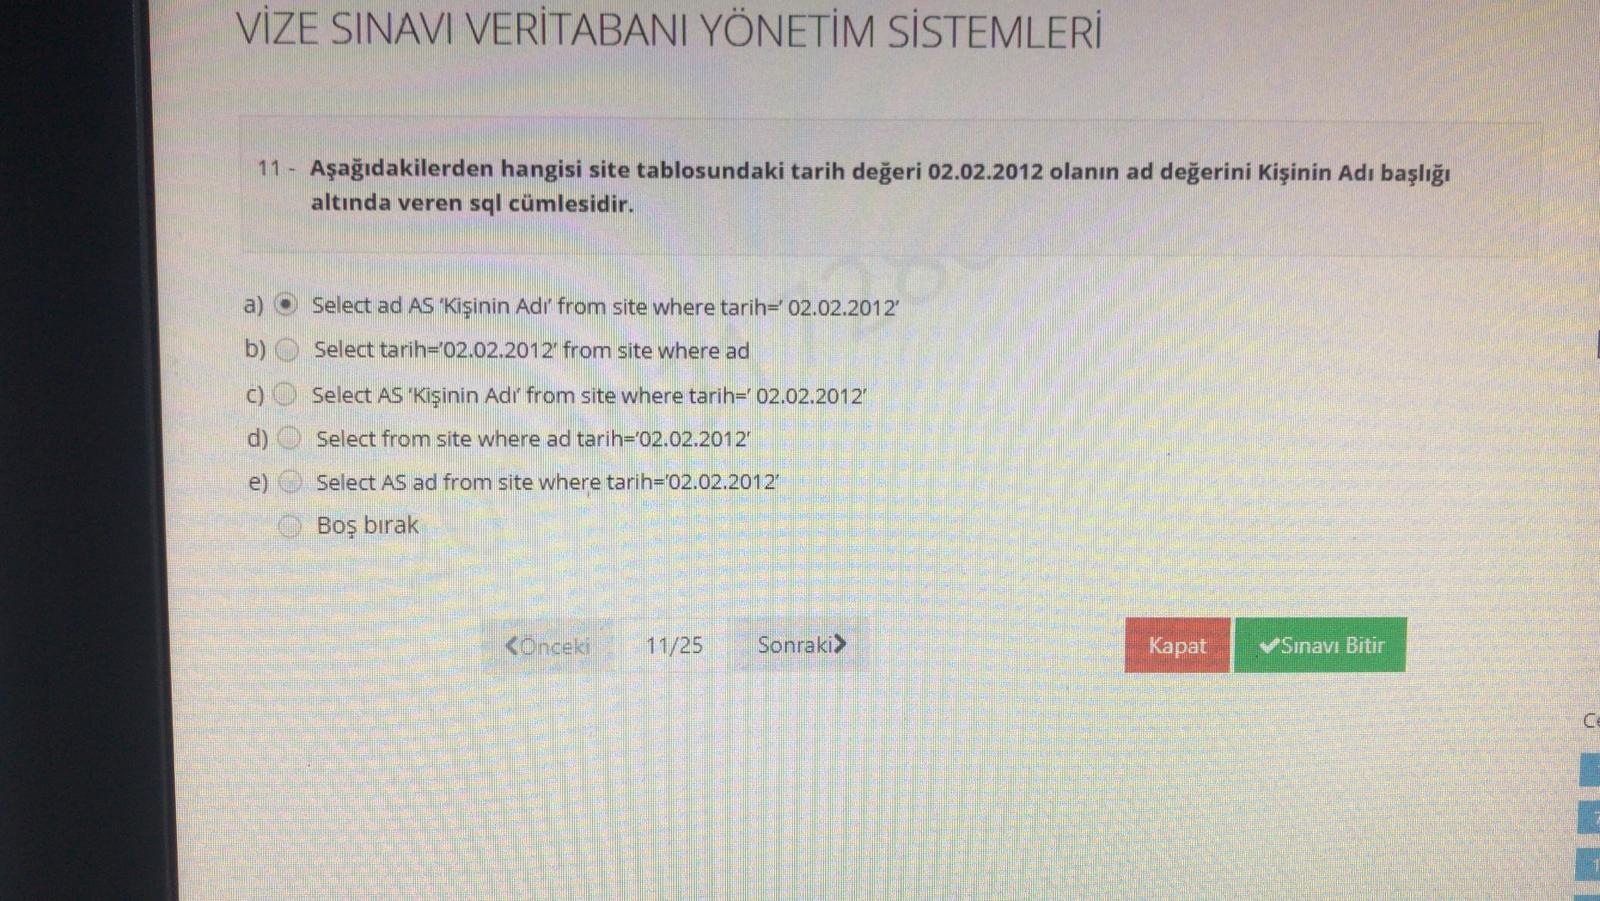 VİZE SINAVI VERİTABANI YÖNETİM SİSTEMLERİ
11 - Aşağıdakilerden hangisi site tablosundaki tarih değeri 02.02.2012 olanın ad değerini Kişinin Adı başlığı
altında veren sql cümlesidir.
a) Select ad AS 'Kişinin Adı' from site where tarih=' 02.02.2012'
b) Select tarih='02.02.2012' from site where ad
c) Select AS 'Kişinin Adı' from site where tarih=' 02.02.2012'
d) Select from site where ad tarih='02.02.2012'
e) Select AS ad from site where tarih='02.02.2012'
Boş bırak
Önceki 11/25 Sonraki Kapat Sınavı Bitir